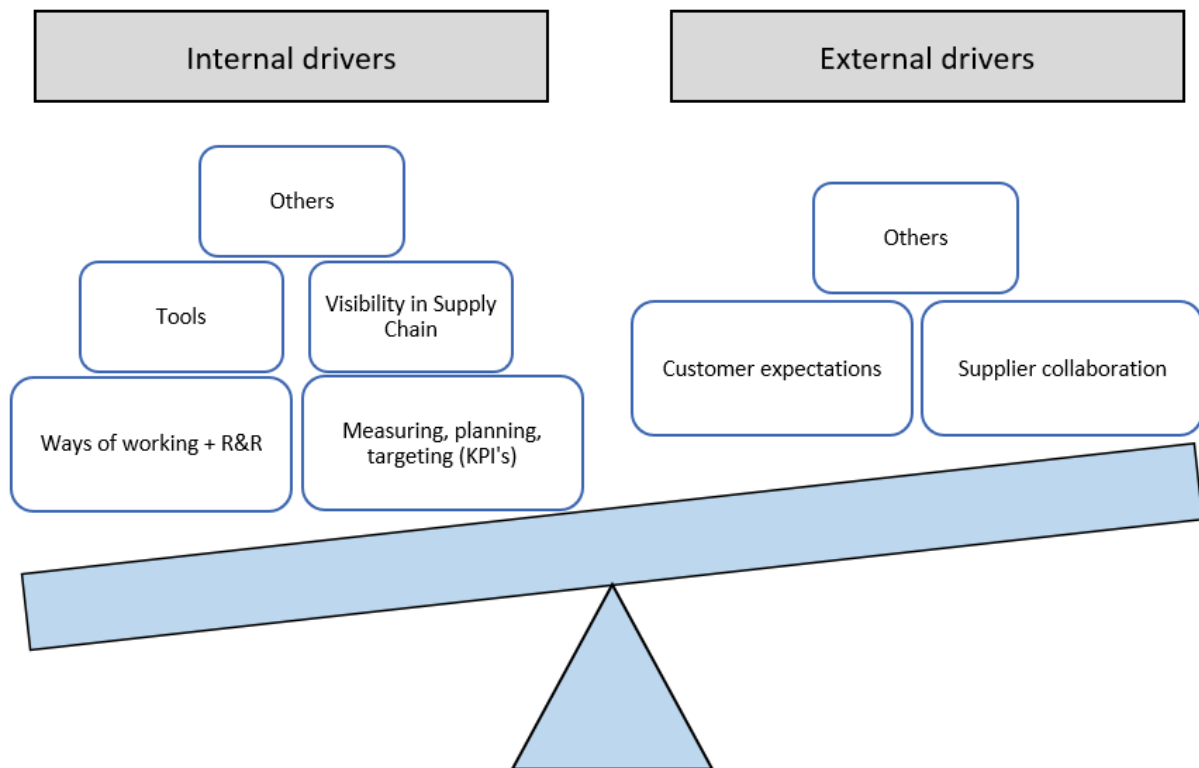 Internal drivers
External drivers
Others
Others
Tools
Visibility in Supply
Chain
Customer expectations
Supplier collaboration
Ways of working + R&R
Measuring, planning,
targeting (KPI's)